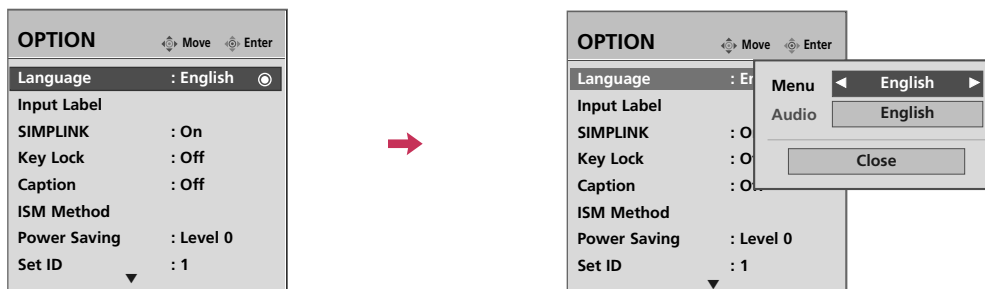 OPTION Move Enter
Language : English
Input Label
SIMPLINK : On
Key Lock : Off
Caption : Off
ISM Method
Power Saving : Level 0
Set ID : 1
OPTION Move Enter
Language : En
Input Label
SIMPLINK : O
Key Lock : O
Caption : Off
ISM Method
Power Saving : Level 0
Set ID : 1
Menu ◄ English ►
Audio English
Close